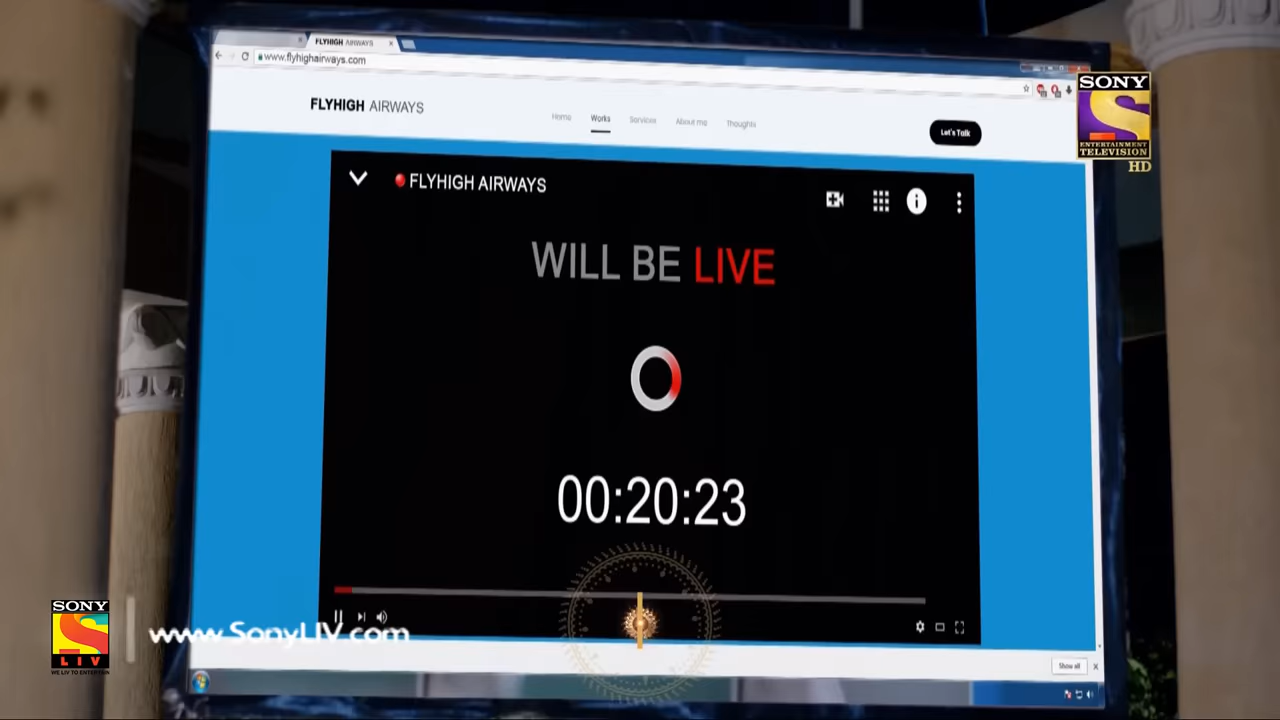 FLYHIGH AIRWAYS
www.flyhighairways.com
FLYHIGH AIRWAYS
Home Works Services About me Thoughts
Let's Talk
SONY
ENTERTAINMENT
TELEVISION
HD
FLYHIGH AIRWAYS
WILL BE LIVE
00:20:23
SONY
LIV
WE LIV TO ENTERTAIN
www.SonyLIV.com
Show all